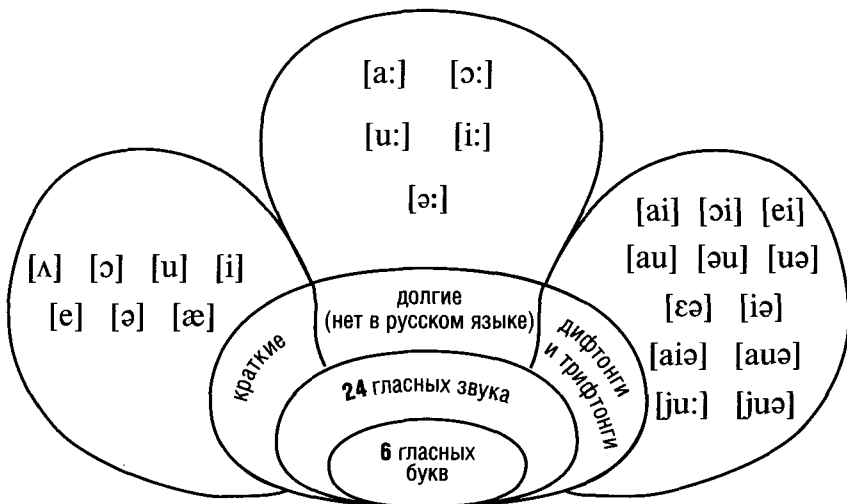 [a:] [ɔ:]
[u:] [i:]
[ə:]
[ʌ] [ɔ] [u] [i]
[e] [ə] [æ]
[ai] [ɔi] [ei]
[au] [əu] [uə]
[ɛə] [iə]
[aiə] [auə]
[ju:] [juə]
краткие
долгие
(нет в русском языке)
дифтонги
и трифтонги
24 гласных звука
6 гласных
букв